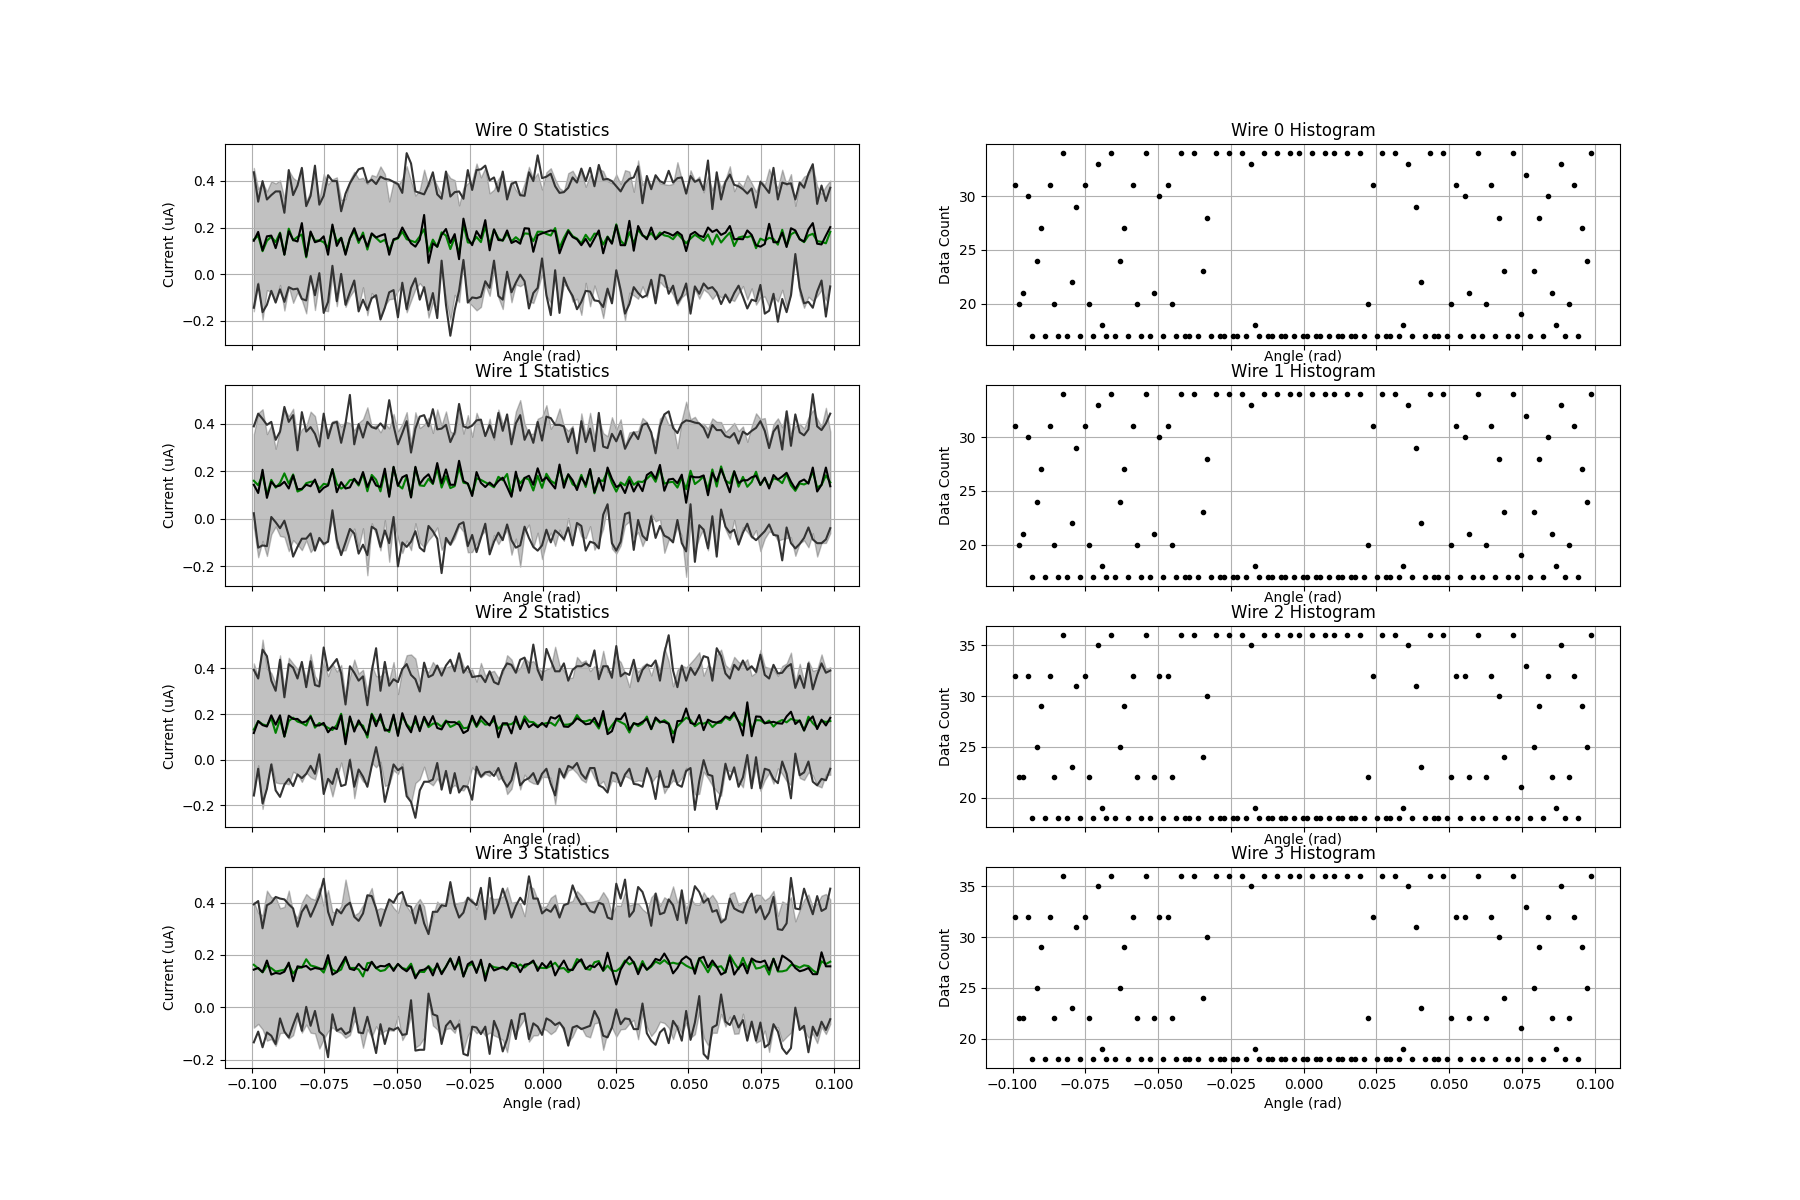 Wire 0 Statistics
Current (uA)
0.4
0.2
0.0
−0.2
Angle (rad)
Wire 0 Histogram
Data Count
30
25
20
Angle (rad)
Wire 1 Statistics
Current (uA)
0.4
0.2
0.0
−0.2
Angle (rad)
Wire 1 Histogram
Data Count
30
25
20
Angle (rad)
Wire 2 Statistics
Current (uA)
0.4
0.2
0.0
−0.2
Angle (rad)
Wire 2 Histogram
Data Count
35
30
25
20
Angle (rad)
Wire 3 Statistics
Current (uA)
0.4
0.2
0.0
−0.2
−0.100 −0.075 −0.050 −0.025 0.000 0.025 0.050 0.075 0.100
Angle (rad)
Wire 3 Histogram
Data Count
35
30
25
20
−0.100 −0.075 −0.050 −0.025 0.000 0.025 0.050 0.075 0.100
Angle (rad)